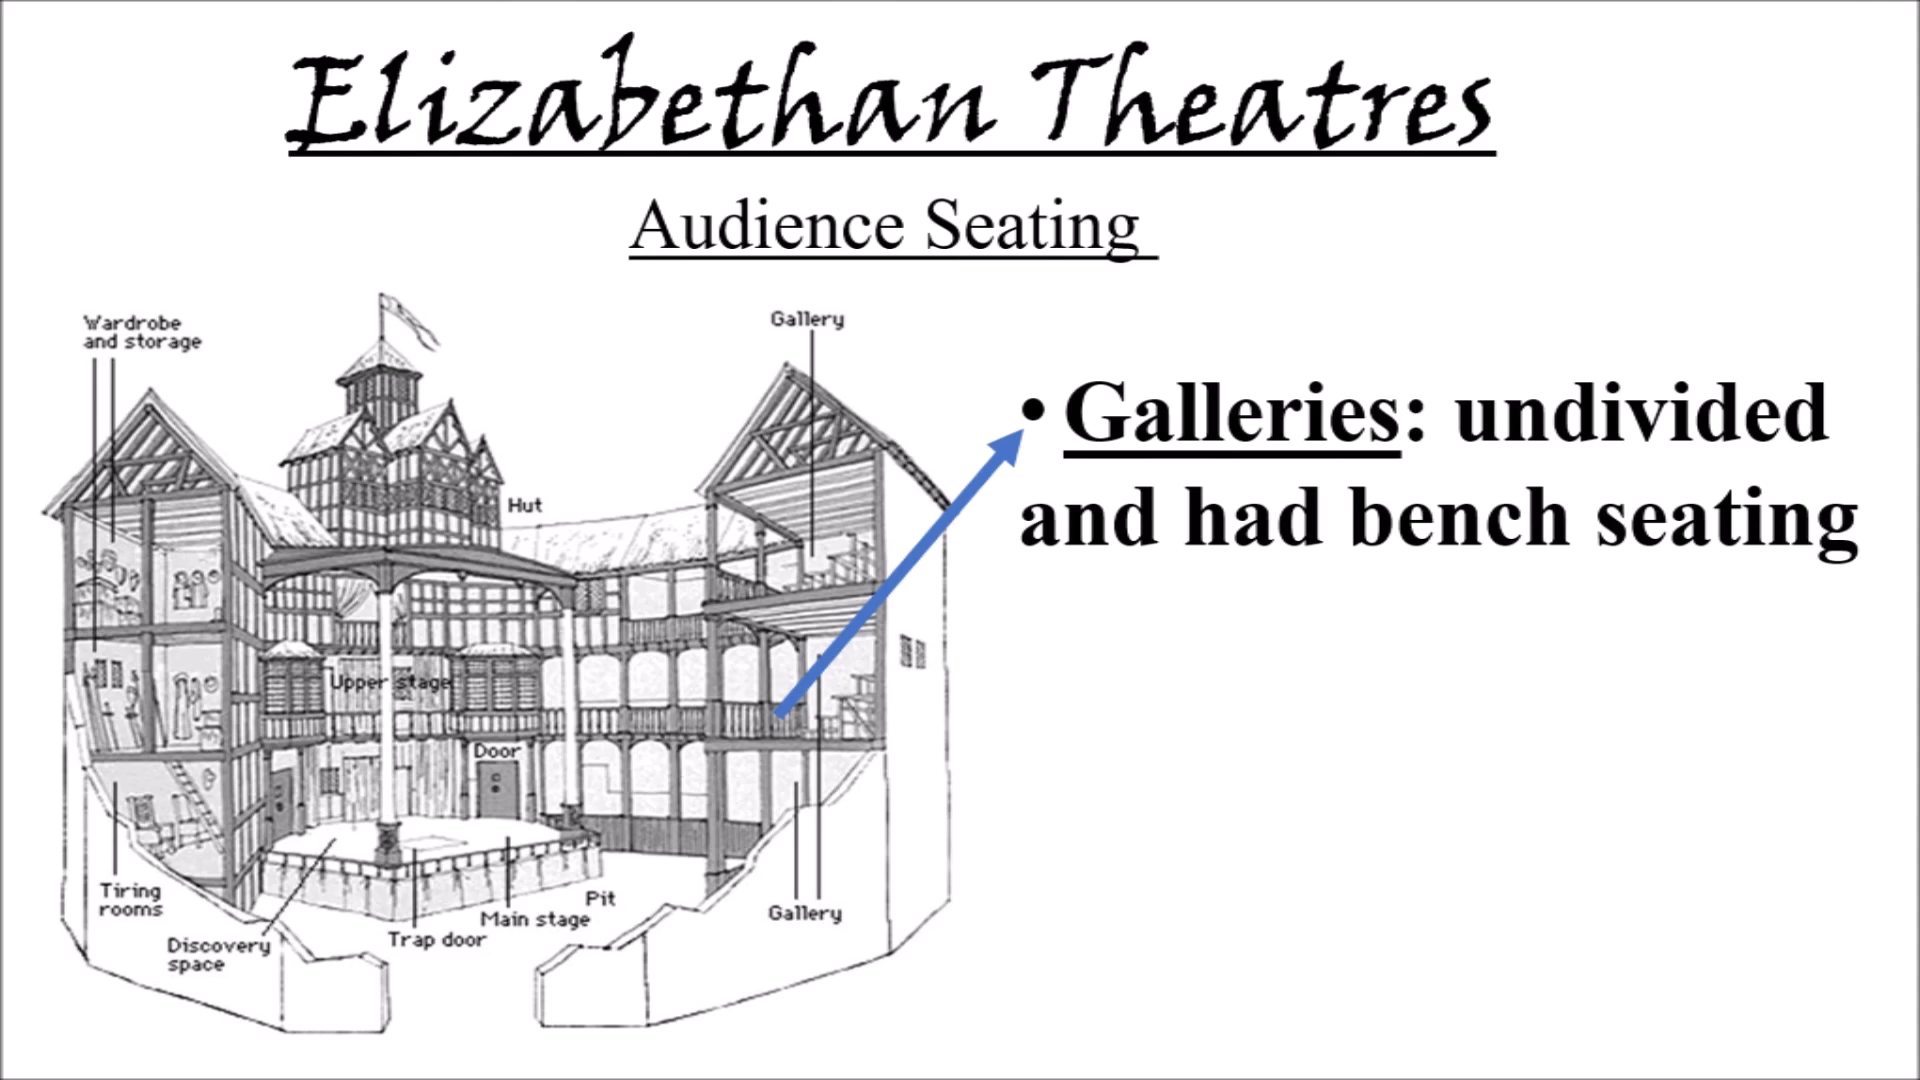 Elizabethan Theatres
Audience Seating
Wardrobe
and storage
Gallery
• Galleries: undivided
and had bench seating
Hut
Upper stage
Door
Tiring
rooms
Pit
Main stage
Gallery
Trap door
Discovery
space